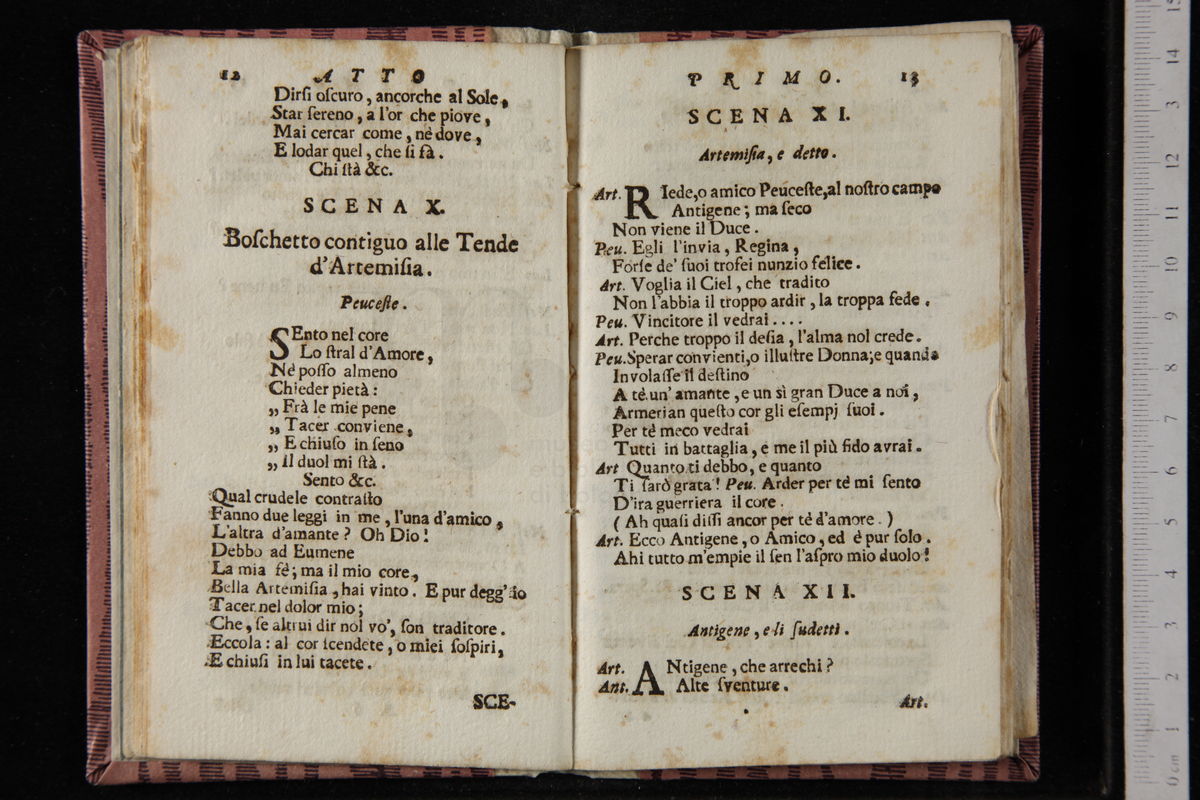 12 ATTO
Dirſi oſcuro, ancorche al Sole,
Star ſereno, a l'or che piove,
Mai cercar come, nè dove,
E lodar quel, che ſi fà.
Chi ſtà &c.
SCENA X.
Boſchetto contiguo alle Tende
d'Artemiſia.
Peuceſte.
SEnto nel core
Lo ſtral d'Amore,
Nè poſſo almeno
Chieder pietà:
„ Frà le mie pene
„ Tacer conviene,
„ E chiuſo in ſeno
„ il duol mi ſtà.
Sento &c.
Qual crudele contraſto
Fanno due leggi in me, l'una d'amico,
L'altra d'amante? Oh Dio!
Debbo ad Eumene
La mia fè; ma il mio core,
Bella Artemiſia, hai vinto. E pur degg'io
Tacer nel dolor mio;
Che, ſe altrui dir nol vo', ſon traditore.
Eccola: al cor ſcendete, o miei ſoſpiri,
E chiuſi in lui tacete.
SCE-
PRIMO. 13
SCENA XI.
Artemiſia, e detto.
Art. RIede, o amico Peuceſte, al noſtro campo
Antigene; ma ſeco
Non viene il Duce.
Peu. Egli l'invia, Regina,
Forſe de' ſuoi trofei nunzio felice.
Art. Voglia il Ciel, che tradito
Non l'abbia il troppo ardir, la troppa fede.
Peu. Vincitore il vedrai....
Art. Perche troppo il deſia, l'alma nol crede.
Peu. Sperar convienti, o illuſtre Donna; e quando
Involaſſe il deſtino
A tè un' amante, e un sì gran Duce a noi,
Armerian queſto cor gli eſempj ſuoi.
Per tè meco vedrai
Tutti in battaglia, e me il più fido avrai.
Art Quanto ti debbo, e quanto
Ti ſarò grata! Peu. Arder per tè mi ſento
D'ira guerriera il core.
(Ah quaſi diſſi ancor per tè d'amore.)
Art. Ecco Antigene, o Amico, ed è pur ſolo.
Ahi tutto m'empie il ſen l'aſpro mio duolo!
SCENA XII.
Antigene, e li ſudetti.
Art. ANtigene, che arrechi?
Ant. Alte ſventure.
Art.